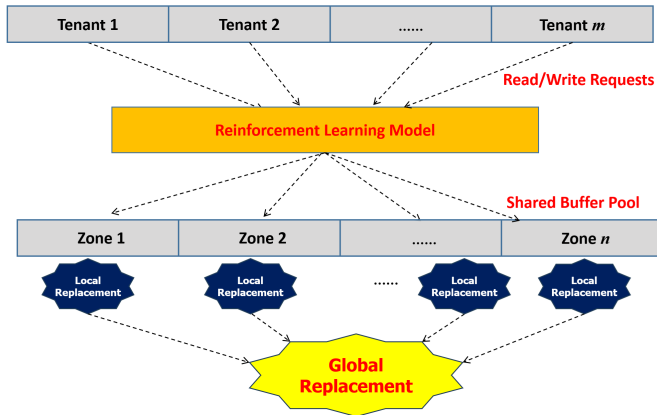 Tenant 1 Tenant 2 ...... Tenant m
Read/Write Requests
Reinforcement Learning Model
Shared Buffer Pool
Zone 1 Zone 2 ...... Zone n
Local Replacement Local Replacement ...... Local Replacement Local Replacement
Global
Replacement